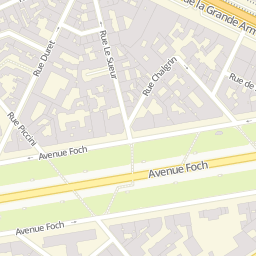 de la Grande Arm
Rue Duret
Rue Le Sueur
Rue Chalgrin
Rue de
Rue Piccini
Avenue Foch
Avenue Foch
Avenue Foch